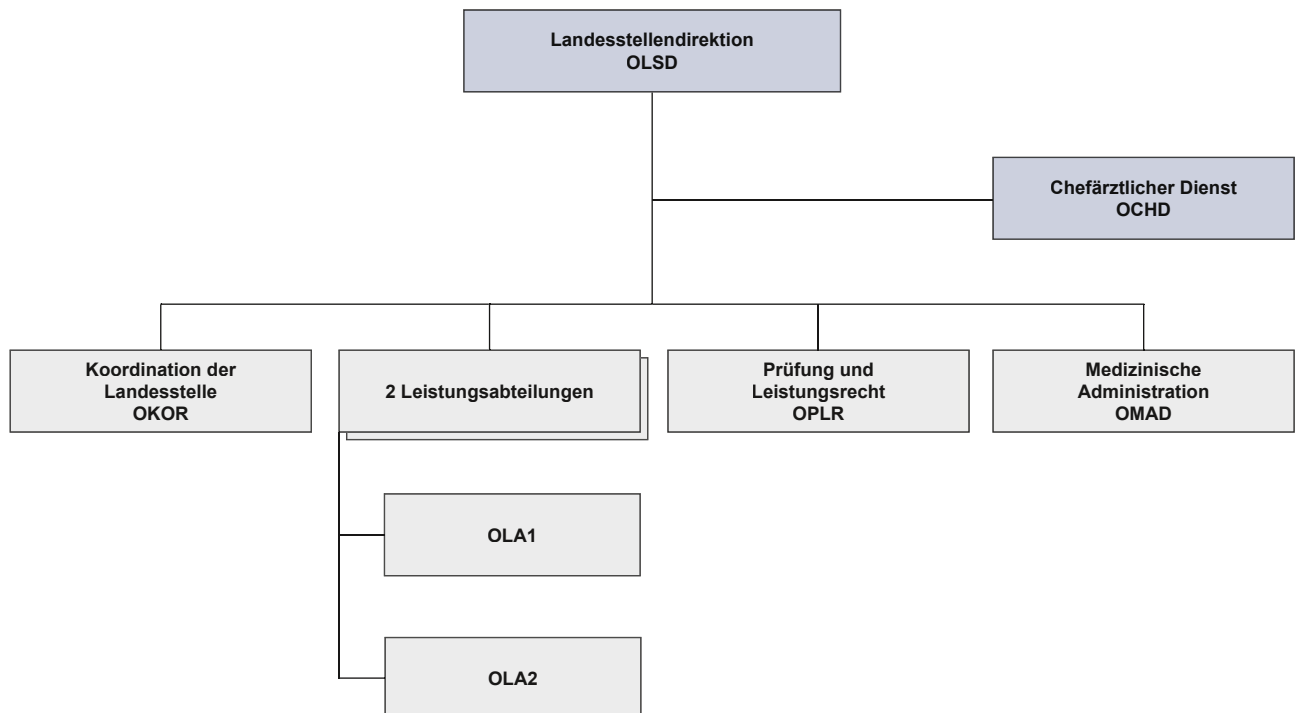 Landesstellendirektion
OLSD
Chefärztlicher Dienst
OCHD
Koordination der
Landesstelle
OKOR
2 Leistungsabteilungen
Prüfung und
Leistungsrecht
OPLR
Medizinische
Administration
OMAD
OLA1
OLA2